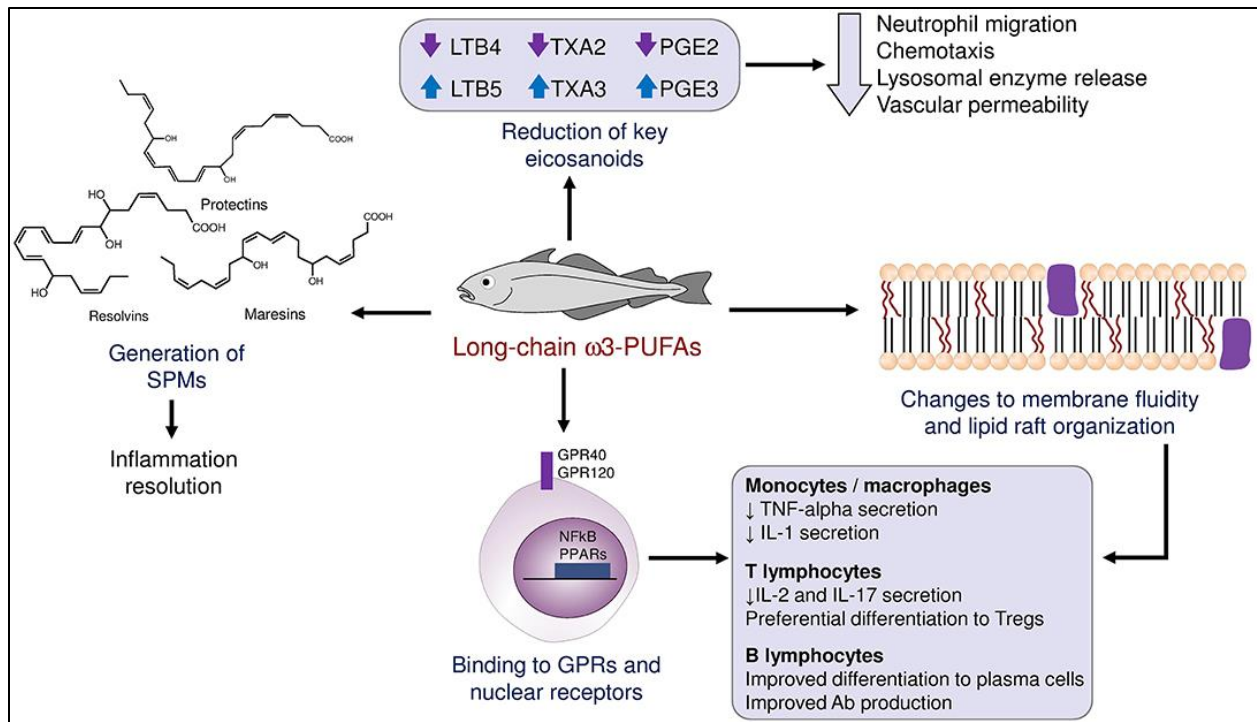 LTB4 TXA2 PGE2
LTB5 TXA3 PGE3
Reduction of key
eicosanoids
Neutrophil migration
Chemotaxis
Lysosomal enzyme release
Vascular permeability
OH
COOH
OH
Protectins
HO
OH
COOH
HO
Resolvins
COOH
OH
OH
Maresins
Generation of
SPMs
Inflammation
resolution
Long-chain ω3-PUFAs
Changes to membrane fluidity
and lipid raft organization
GPR40
GPR120
NFkB
PPARs
Binding to GPRs and
nuclear receptors
Monocytes / macrophages
↓ TNF-alpha secretion
↓ IL-1 secretion
T lymphocytes
↓IL-2 and IL-17 secretion
Preferential differentiation to Tregs
B lymphocytes
Improved differentiation to plasma cells
Improved Ab production